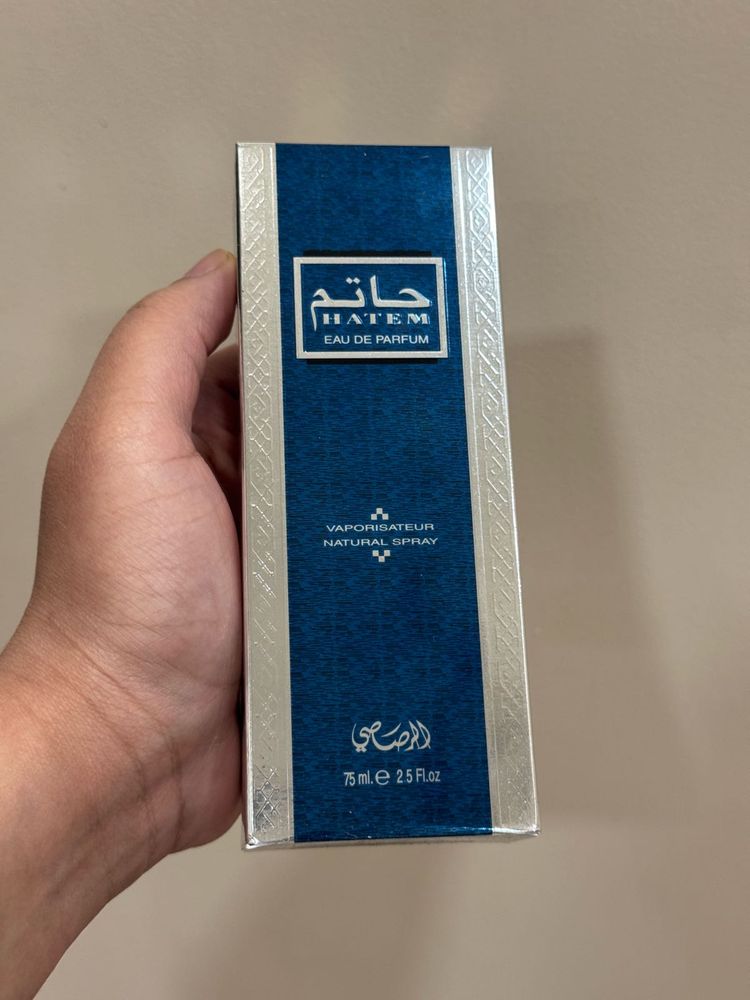 حاتم
HATEM
EAU DE PARFUM
VAPORISATEUR
NATURAL SPRAY
الرصاصي
75 ml. e 2.5 Fl.oz